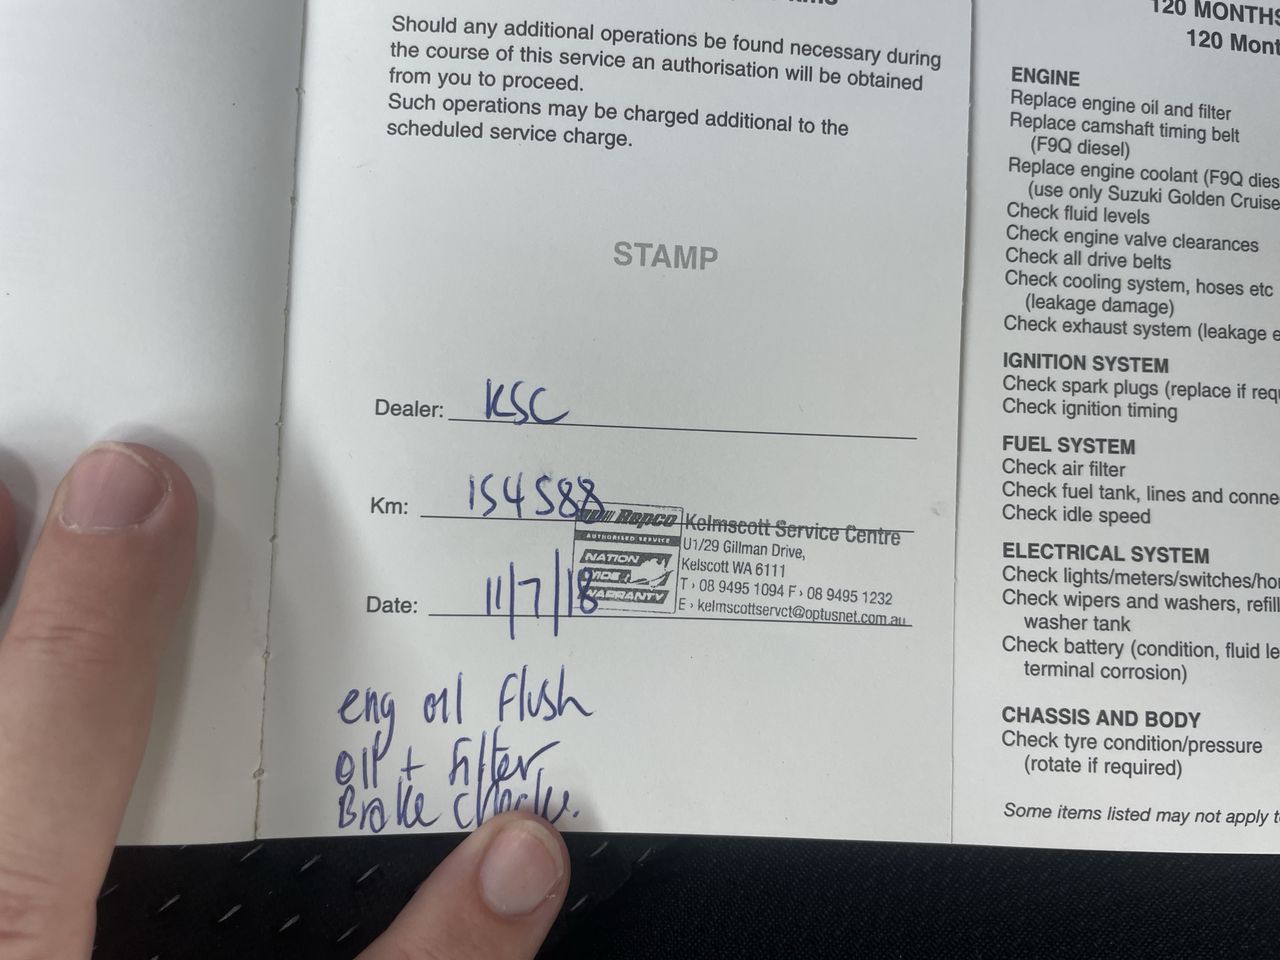 Should any additional operations be found necessary during
the course of this service an authorisation will be obtained
from you to proceed.
Such operations may be charged additional to the
scheduled service charge.
STAMP
Dealer: KSC
Km: 154588
Date: 11/7/18
Repco
AUTHORISED SERVICE
NATION
WIDE
WARRANTY
Kelmscott Service Centre
U1/29 Gillman Drive,
Kelscott WA 6111
T › 08 9495 1094 F › 08 9495 1232
E › kelmscottservct@optusnet.com.au
eng oil flush
oil + filter
Brake
120 MONTHS
120 Mont
ENGINE
Replace engine oil and filter
Replace camshaft timing belt
(F9Q diesel)
Replace engine coolant (F9Q dies
(use only Suzuki Golden Cruise
Check fluid levels
Check engine valve clearances
Check all drive belts
Check cooling system, hoses etc
(leakage damage)
Check exhaust system (leakage e
IGNITION SYSTEM
Check spark plugs (replace if requ
Check ignition timing
FUEL SYSTEM
Check air filter
Check fuel tank, lines and conne
Check idle speed
ELECTRICAL SYSTEM
Check lights/meters/switches/hor
Check wipers and washers, refill
washer tank
Check battery (condition, fluid le
terminal corrosion)
CHASSIS AND BODY
Check tyre condition/pressure
(rotate if required)
Some items listed may not apply t